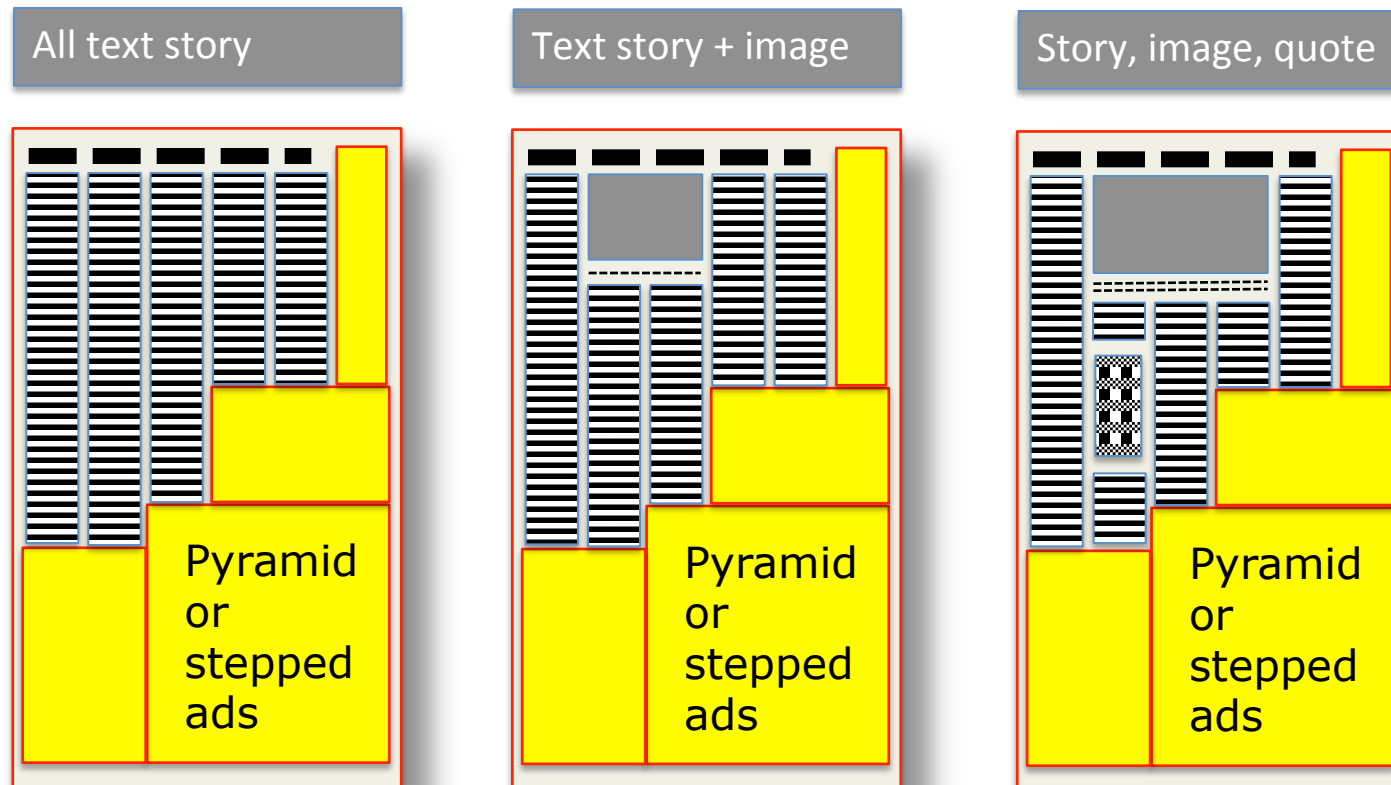 All text story
Text story + image
Story, image, quote
Pyramid
or
stepped
ads
Pyramid
or
stepped
ads
Pyramid
or
stepped
ads